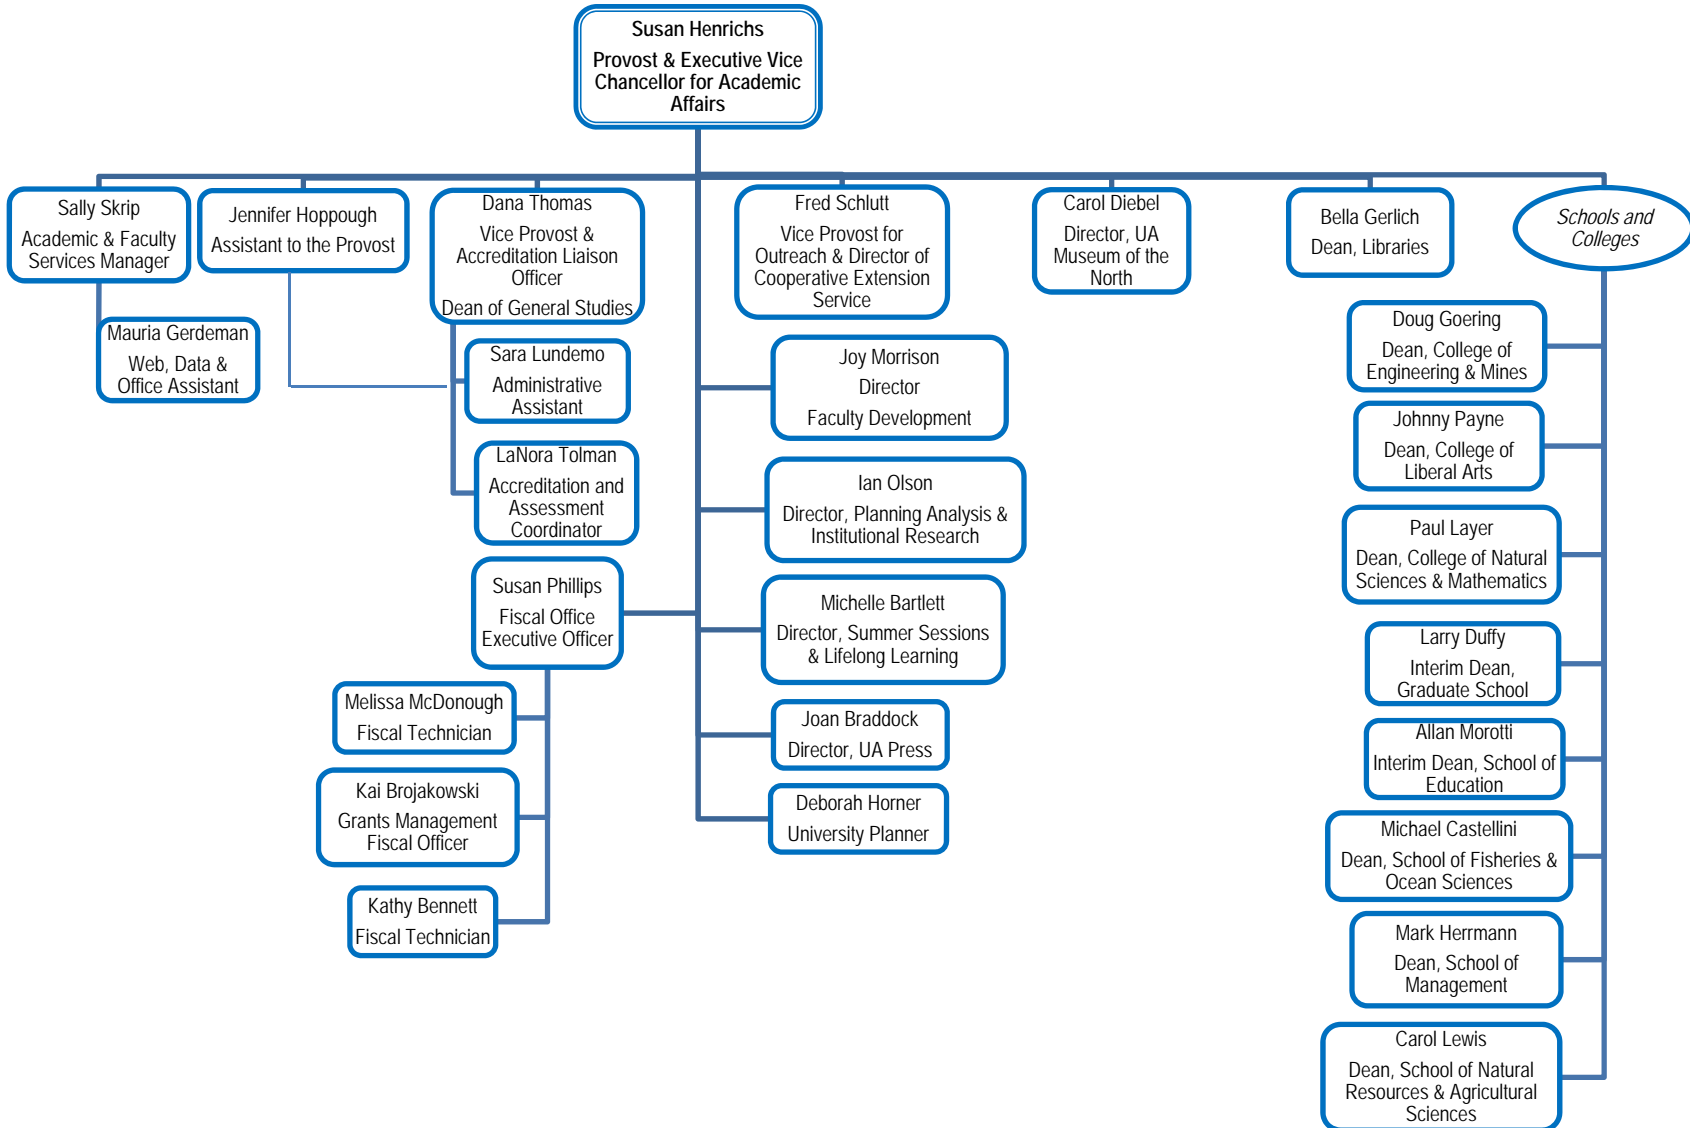 Susan Henrichs
Provost & Executive Vice
Chancellor for Academic
Affairs
Sally Skrip
Academic & Faculty
Services Manager
Mauria Gerdeman
Web, Data &
Office Assistant
Jennifer Hoppough
Assistant to the Provost
Dana Thomas
Vice Provost &
Accreditation Liaison
Officer
Dean of General Studies
Sara Lundemo
Administrative
Assistant
LaNora Tolman
Accreditation and
Assessment
Coordinator
Susan Phillips
Fiscal Office
Executive Officer
Melissa McDonough
Fiscal Technician
Kai Brojakowski
Grants Management
Fiscal Officer
Kathy Bennett
Fiscal Technician
Fred Schlutt
Vice Provost for
Outreach & Director of
Cooperative Extension
Service
Joy Morrison
Director
Faculty Development
Ian Olson
Director, Planning Analysis &
Institutional Research
Michelle Bartlett
Director, Summer Sessions
& Lifelong Learning
Joan Braddock
Director, UA Press
Deborah Horner
University Planner
Carol Diebel
Director, UA
Museum of the
North
Bella Gerlich
Dean, Libraries
Schools and
Colleges
Doug Goering
Dean, College of
Engineering & Mines
Johnny Payne
Dean, College of
Liberal Arts
Paul Layer
Dean, College of Natural
Sciences & Mathematics
Larry Duffy
Interim Dean,
Graduate School
Allan Morotti
Interim Dean, School of
Education
Michael Castellini
Dean, School of Fisheries &
Ocean Sciences
Mark Herrmann
Dean, School of
Management
Carol Lewis
Dean, School of Natural
Resources & Agricultural
Sciences